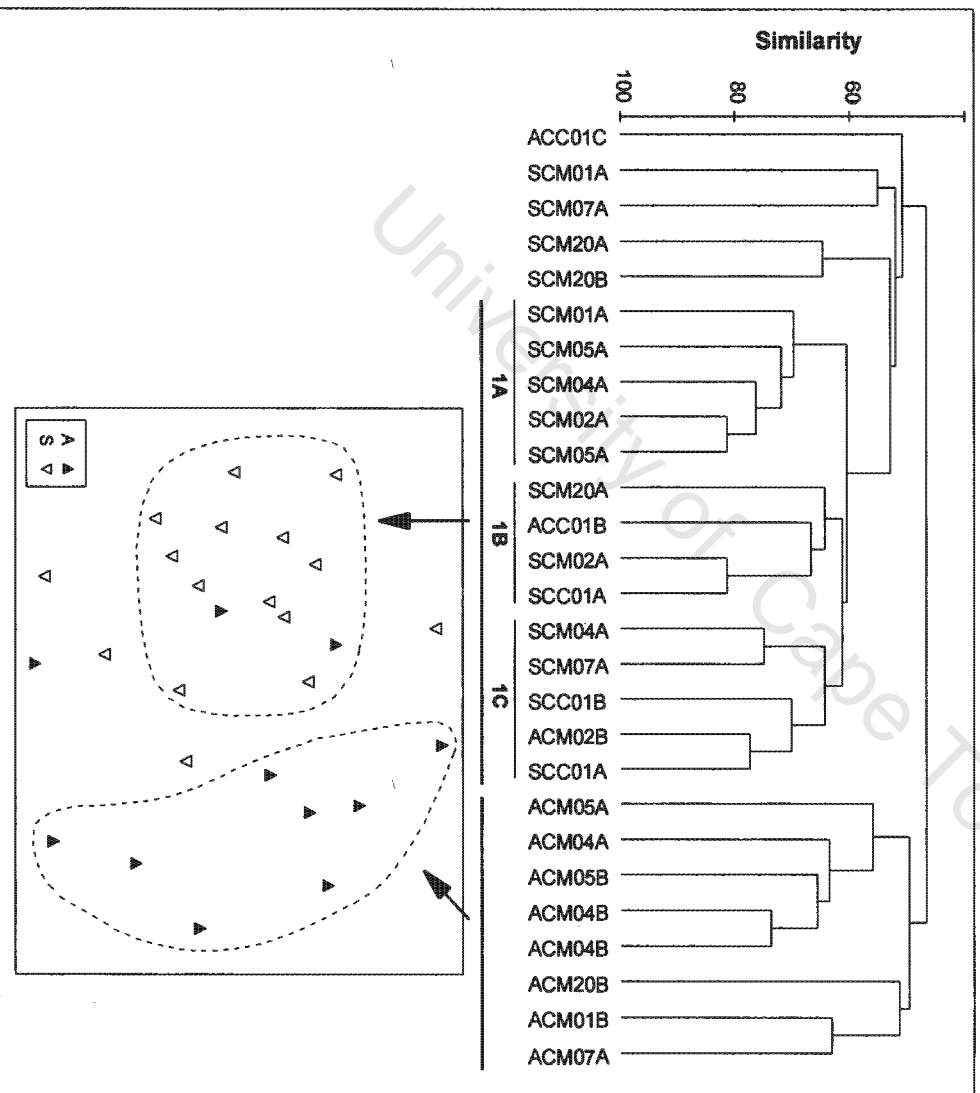 Similarity
100
80
60
ACC01C
SCM01A
SCM07A
SCM20A
SCM20B
SCM01A
SCM05A
SCM04A
SCM02A
SCM05A
SCM20A
ACC01B
SCM02A
SCC01A
SCM04A
SCM07A
SCC01B
ACM02B
SCC01A
ACM05A
ACM04A
ACM05B
ACM04B
ACM04B
ACM20B
ACM01B
ACM07A
1A
1B
1C
A
S
University of Cape To